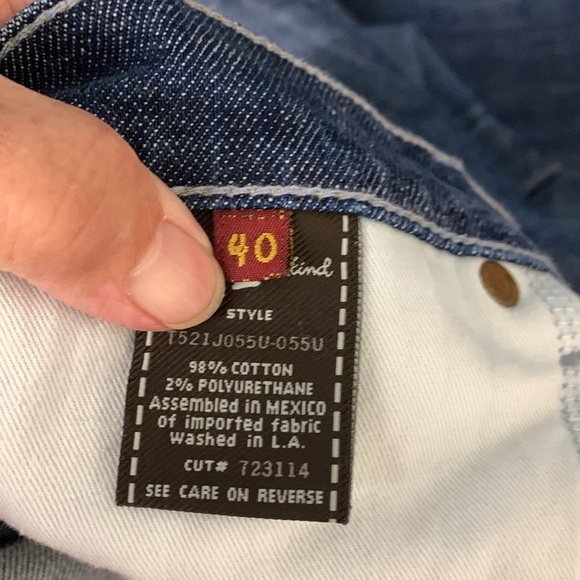 40
kind
STYLE
T521J055U-055U
98% COTTON
2% POLYURETHANE
Assembled in MEXICO
of imported fabric
Washed in L.A.
CUT# 723114
SEE CARE ON REVERSE